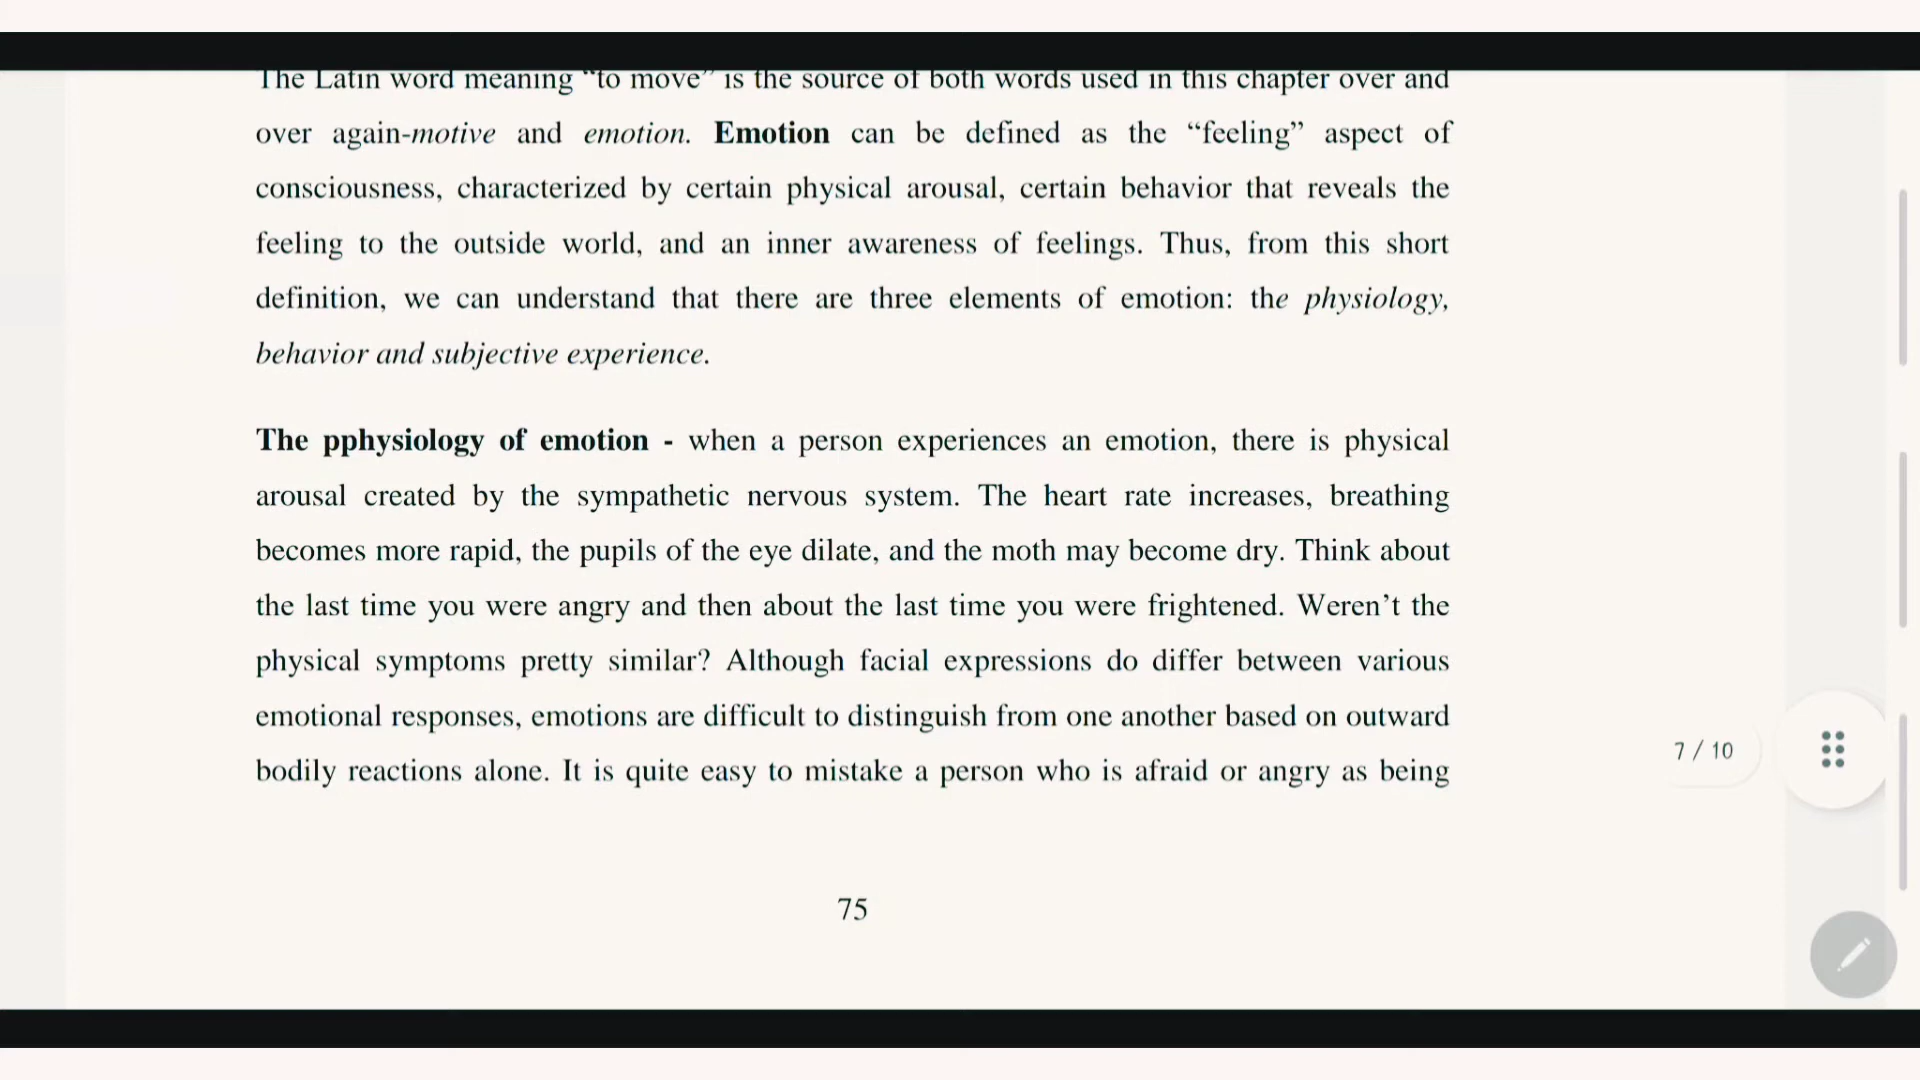 The Latin word meaning “to move” is the source of both words used in this chapter over and
over again-motive and emotion. Emotion can be defined as the “feeling” aspect of
consciousness, characterized by certain physical arousal, certain behavior that reveals the
feeling to the outside world, and an inner awareness of feelings. Thus, from this short
definition, we can understand that there are three elements of emotion: the physiology,
behavior and subjective experience.
The pphysiology of emotion - when a person experiences an emotion, there is physical
arousal created by the sympathetic nervous system. The heart rate increases, breathing
becomes more rapid, the pupils of the eye dilate, and the moth may become dry. Think about
the last time you were angry and then about the last time you were frightened. Weren’t the
physical symptoms pretty similar? Although facial expressions do differ between various
emotional responses, emotions are difficult to distinguish from one another based on outward
bodily reactions alone. It is quite easy to mistake a person who is afraid or angry as being
7 / 10
75